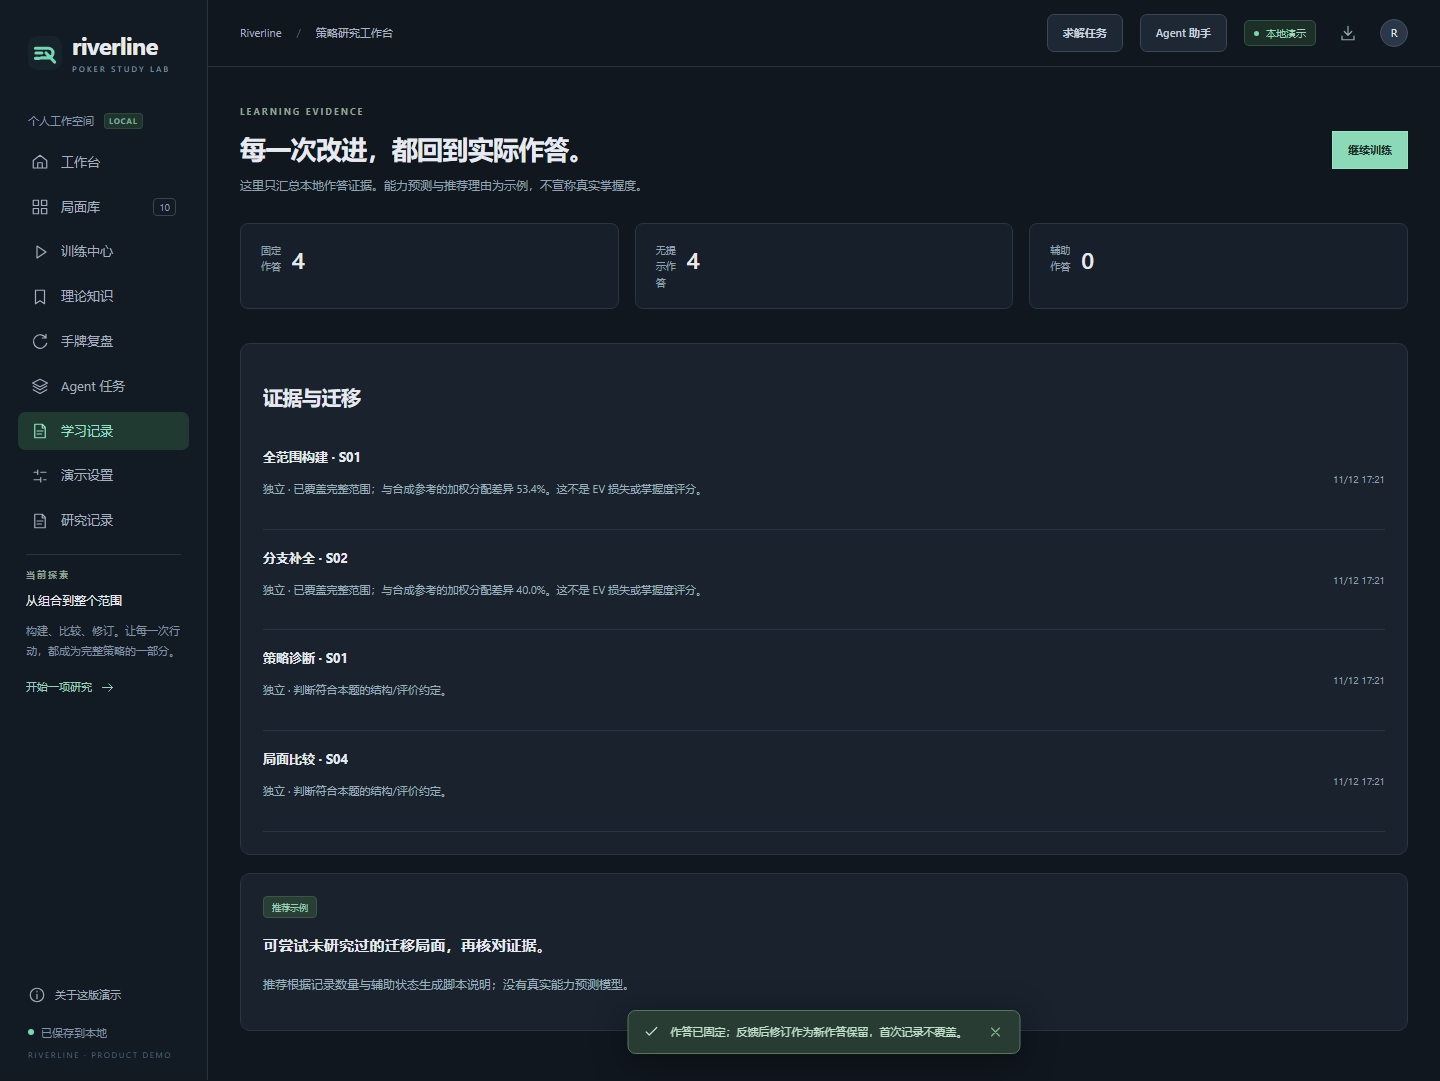 riverline
POKER STUDY LAB
个人工作空间 LOCAL
工作台
局面库 10
训练中心
理论知识
手牌复盘
Agent 任务
学习记录
演示设置
研究记录
当前探索
从组合到整个范围
构建、比较、修订。让每一次行
动，都成为完整策略的一部分。
开始一项研究 →
关于这版演示
已保存到本地
RIVERLINE · PRODUCT DEMO
Riverline / 策略研究工作台
求解任务
Agent 助手
本地演示
R
LEARNING EVIDENCE
每一次改进，都回到实际作答。
这里只汇总本地作答证据。能力预测与推荐理由为示例，不宣称真实掌握度。
继续训练
固定
作答
4
无提
示作
答
4
辅助
作答
0
证据与迁移
全范围构建 · S01
独立 · 已覆盖完整范围；与合成参考的加权分配差异 53.4%。这不是 EV 损失或掌握度评分。
11/12 17:21
分支补全 · S02
独立 · 已覆盖完整范围；与合成参考的加权分配差异 40.0%。这不是 EV 损失或掌握度评分。
11/12 17:21
策略诊断 · S01
独立 · 判断符合本题的结构/评价约定。
11/12 17:21
局面比较 · S04
独立 · 判断符合本题的结构/评价约定。
11/12 17:21
推荐示例
可尝试未研究过的迁移局面，再核对证据。
推荐根据记录数量与辅助状态生成脚本说明；没有真实能力预测模型。
作答已固定；反馈后修订作为新作答保留，首次记录不覆盖。